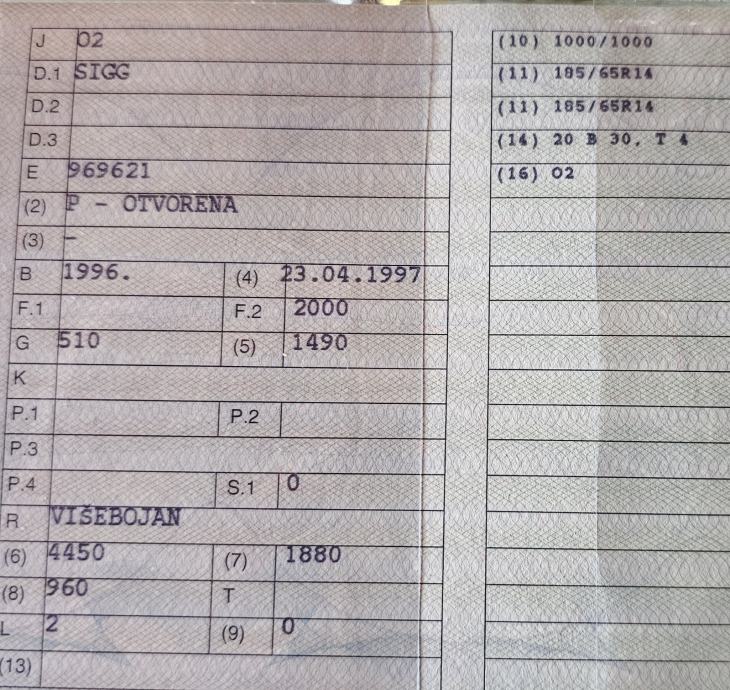 J O2
D.1 SIGG
D.2
D.3
E 969621
(2) P - OTVORENA
(3) -
B 1996. (4) 23.04.1997
F.1 F.2 2000
G 510 (5) 1490
K
P.1 P.2
P.3
P.4 S.1 0
R VIŠEBOJAN
(6) 4450 (7) 1880
(8) 960 T
L 2 (9) 0
(13)
(10) 1000/1000
(11) 185/65R14
(11) 185/65R14
(14) 20 B 30, T 4
(16) O2